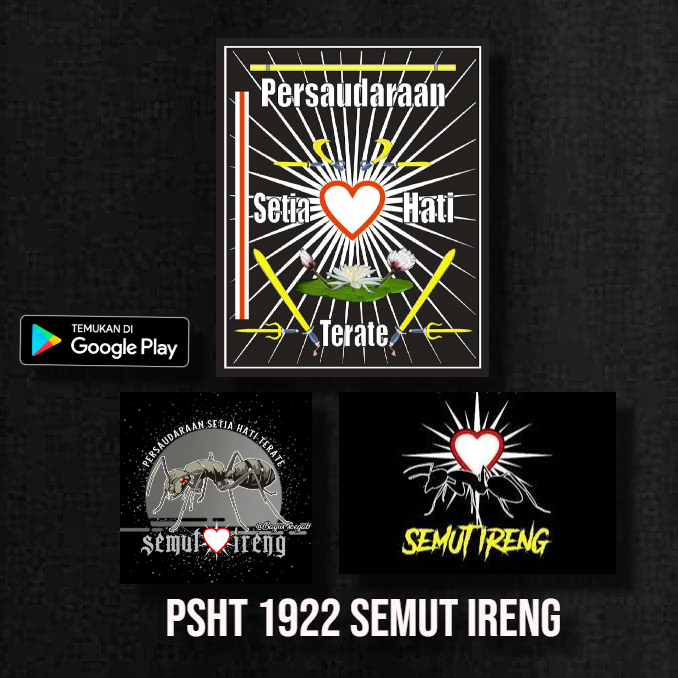 Persaudaraan
Setia Hati
Terate
TEMUKAN DI
Google Play
PERSAUDARAAN SETIA HATI TERATE
semut ireng
SEMUT IRENG
PSHT 1922 SEMUT IRENG